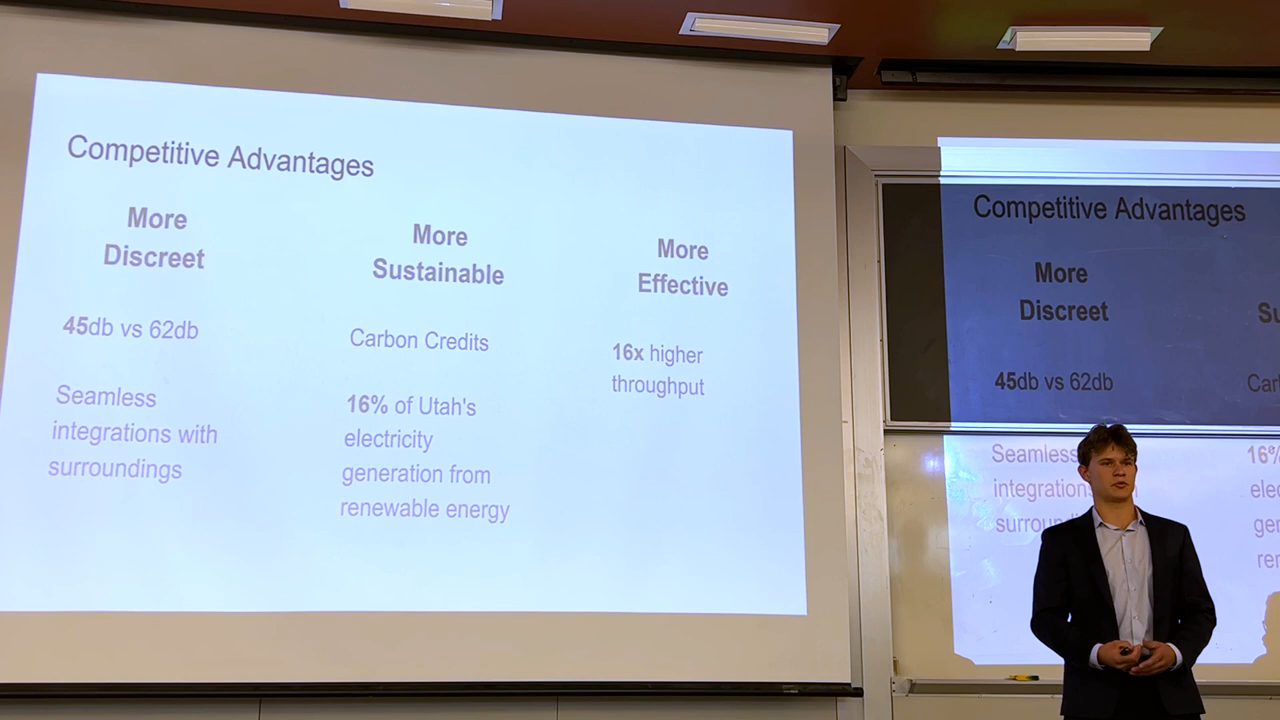 Competitive Advantages
More
Discreet
45db vs 62db
Seamless
integrations with
surroundings
More
Sustainable
Carbon Credits
16% of Utah's
electricity
generation from
renewable energy
More
Effective
16x higher
throughput
Competitive Advantages
More
Discreet
45db vs 62db
Seamless
integrations